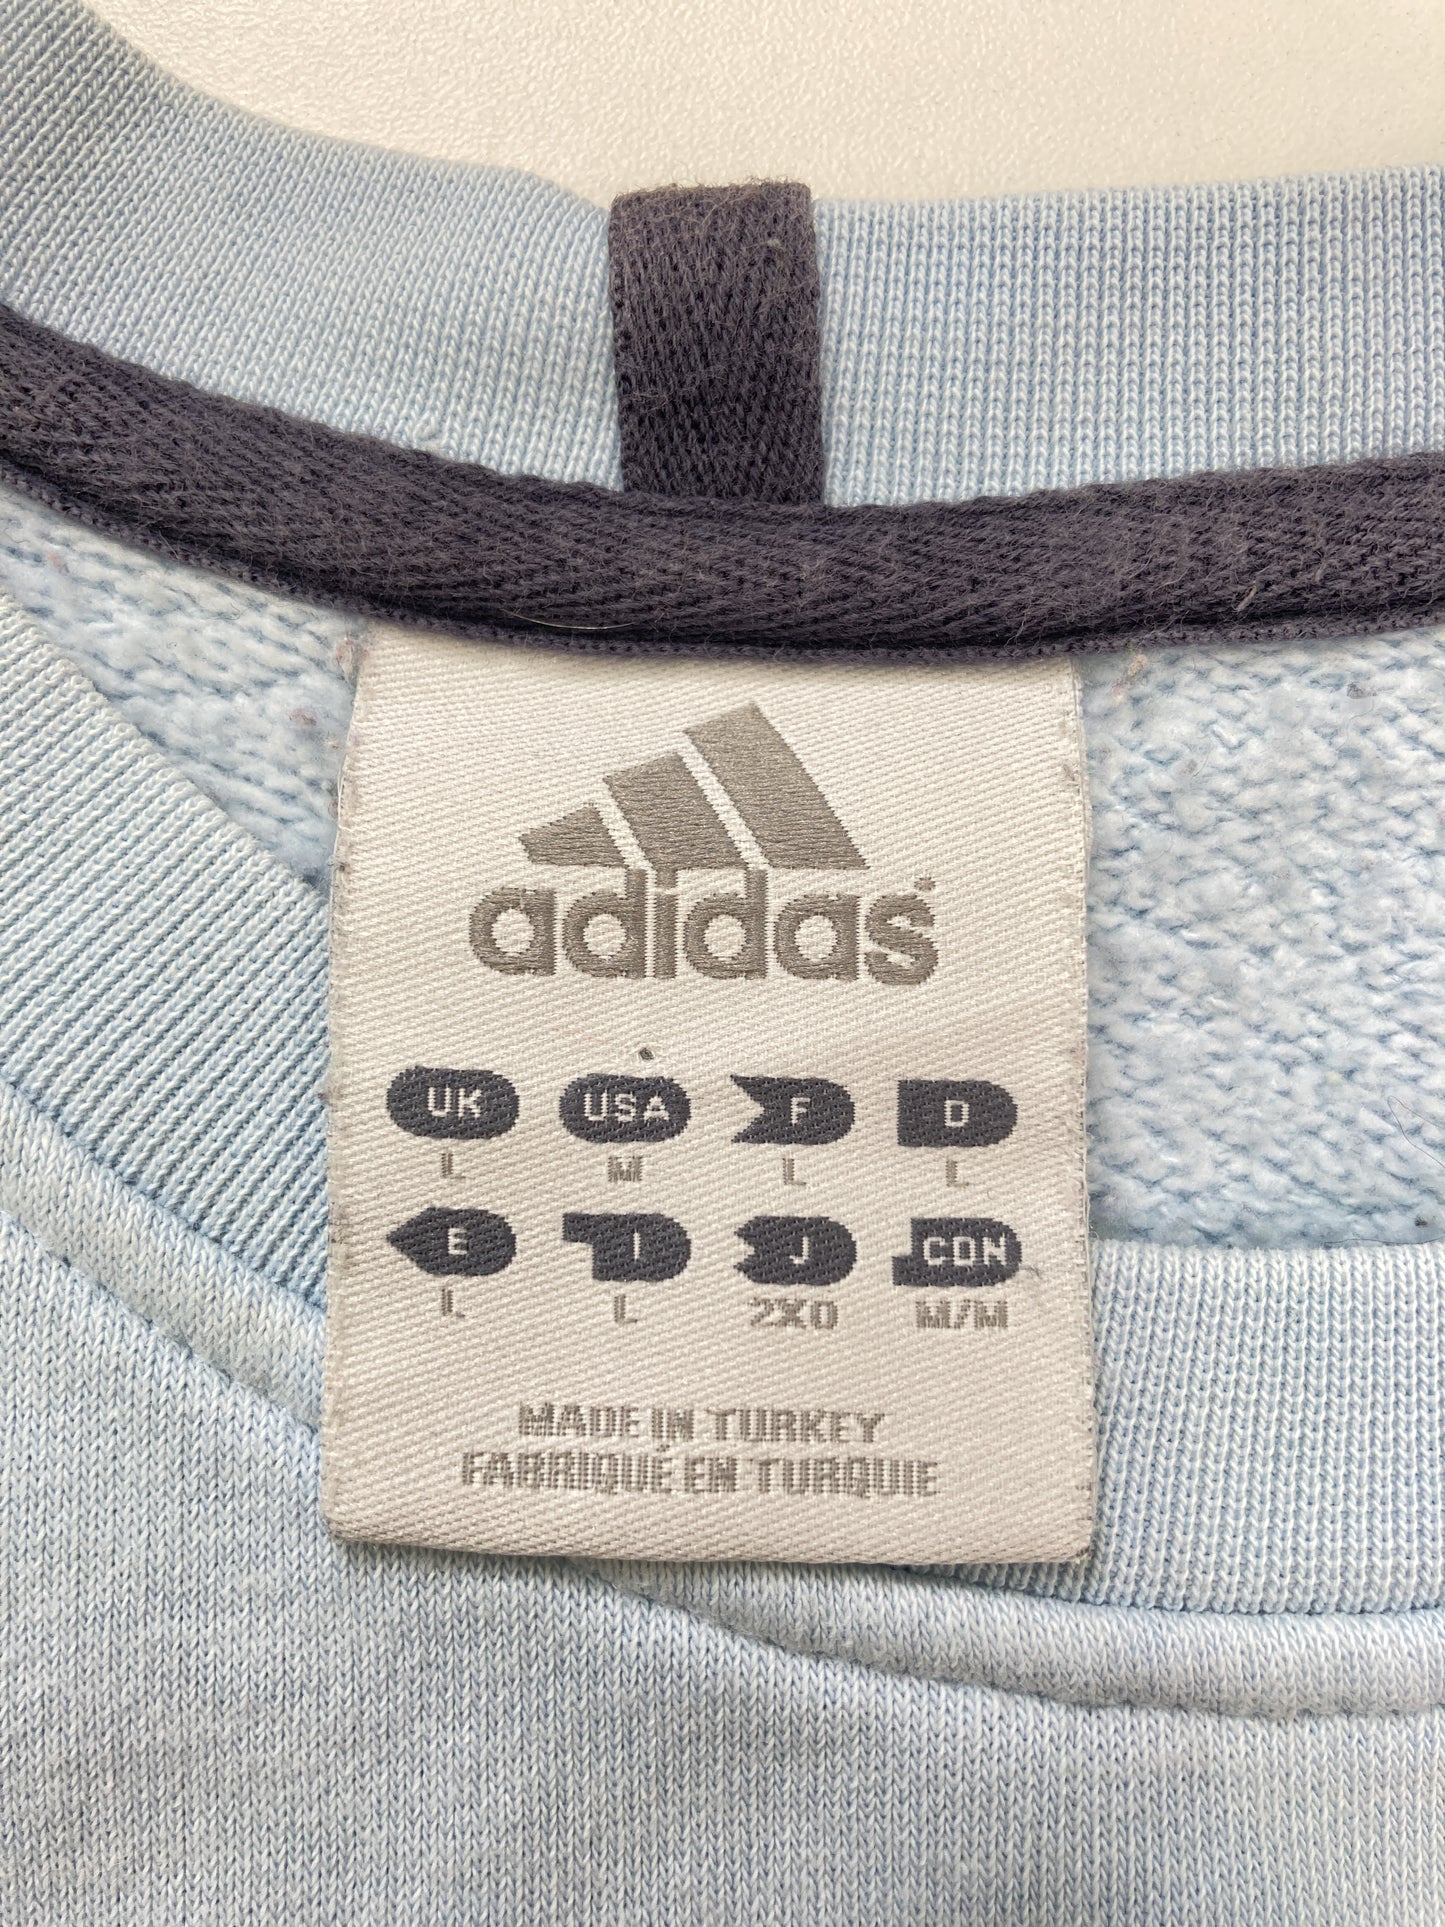 adidas
UK USA F D
L M L L
E I J CDN
L L 2XO M/M
MADE IN TURKEY
FABRIQUÉ EN TURQUIE